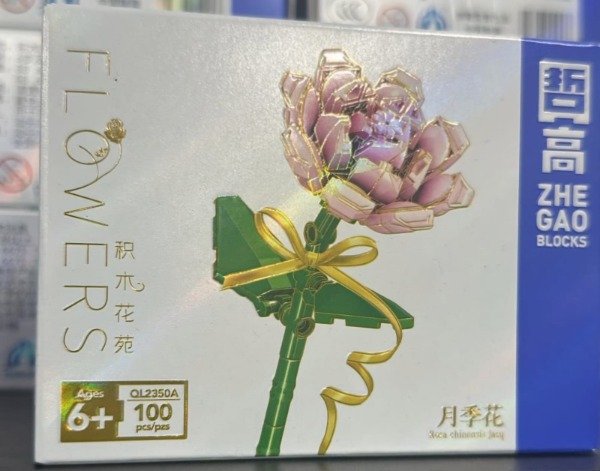 FLOWERS
积木花苑
Ages
6+
QL2350A
100
pcs/pzs
月季花
哲高
ZHE
GAO
BLOCKS